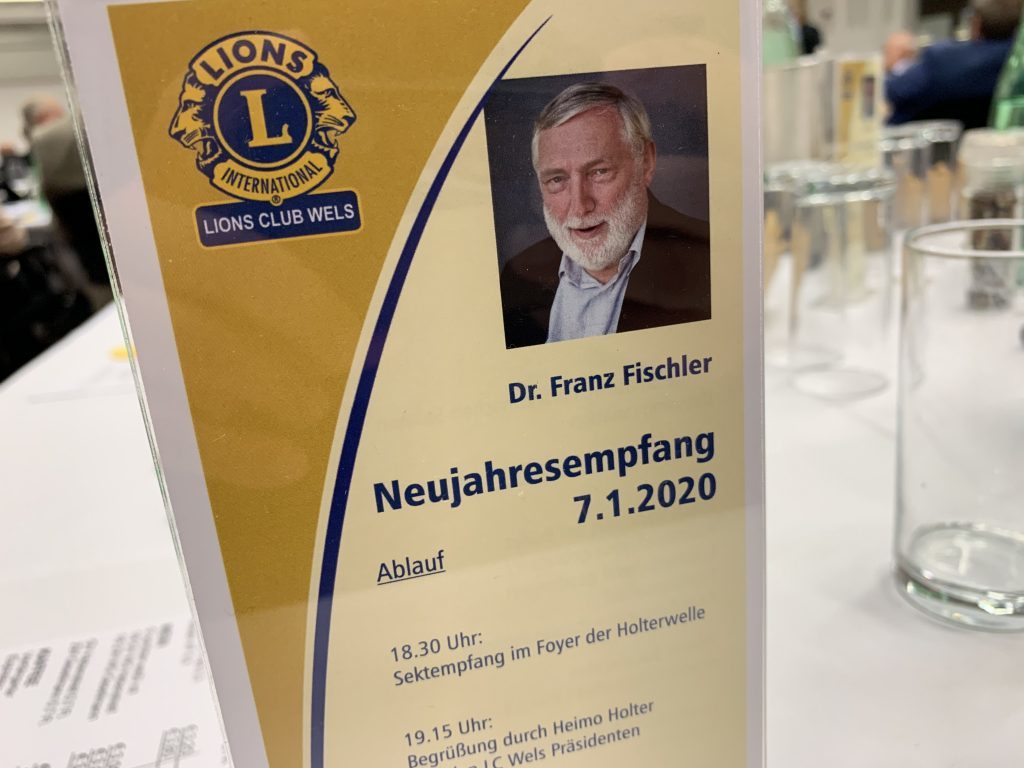 LIONS
L
INTERNATIONAL
®
LIONS CLUB WELS
Dr. Franz Fischler
Neujahresempfang
7.1.2020
Ablauf
18.30 Uhr:
Sektempfang im Foyer der Holterwelle
19.15 Uhr:
Begrüßung durch Heimo Holter
LC Wels Präsidenten